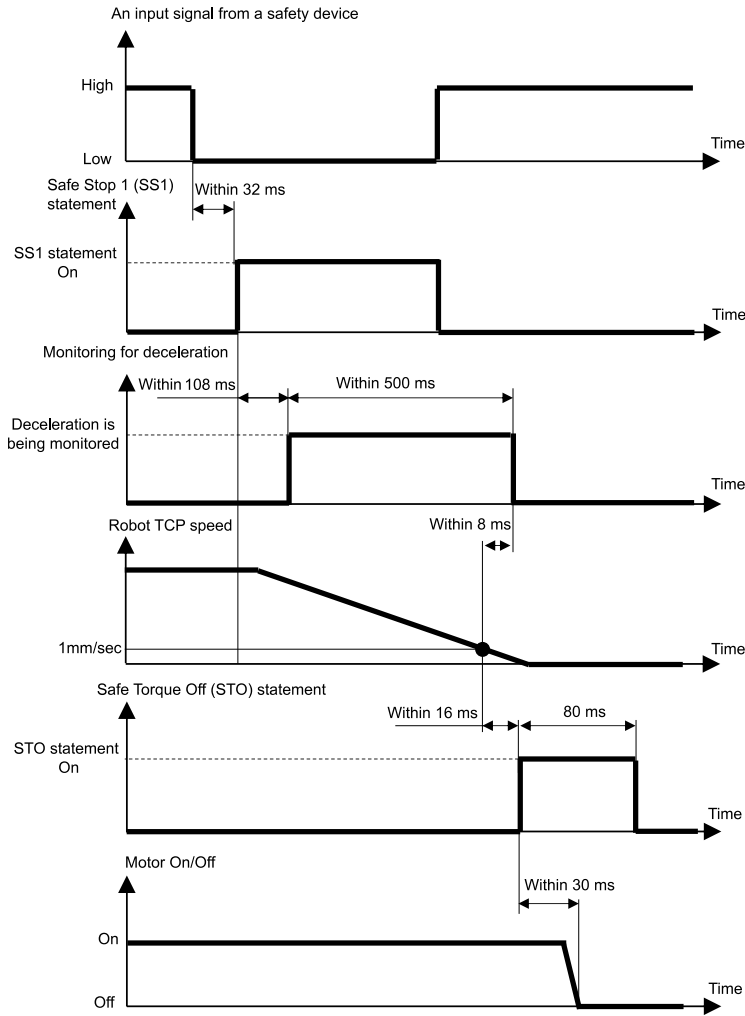 An input signal from a safety device
High
Time
Low
Safe Stop 1 (SS1)
statement
Within 32 ms
SS1 statement
On
Time
Monitoring for deceleration
Within 108 ms
Within 500 ms
Deceleration is
being monitored
Time
Robot TCP speed
Within 8 ms
1mm/sec
Time
Safe Torque Off (STO) statement
Within 16 ms
80 ms
STO statement
On
Time
Motor On/Off
Within 30 ms
On
Time
Off